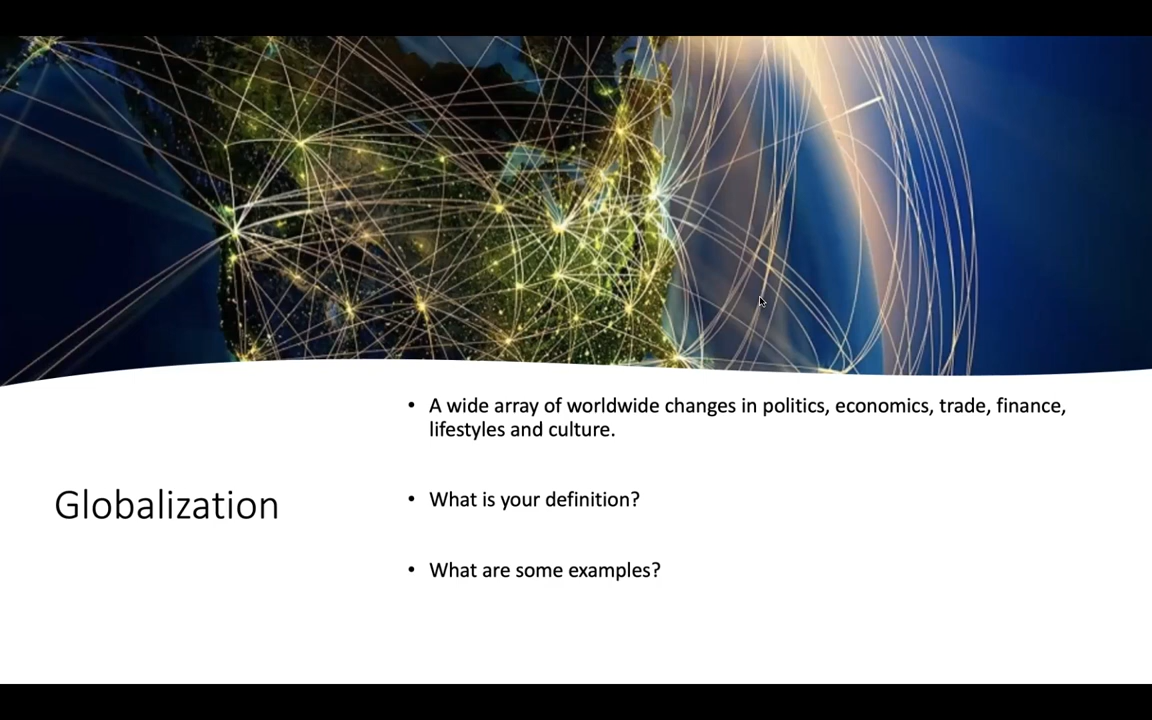 • A wide array of worldwide changes in politics, economics, trade, finance,
lifestyles and culture.
Globalization
• What is your definition?
• What are some examples?